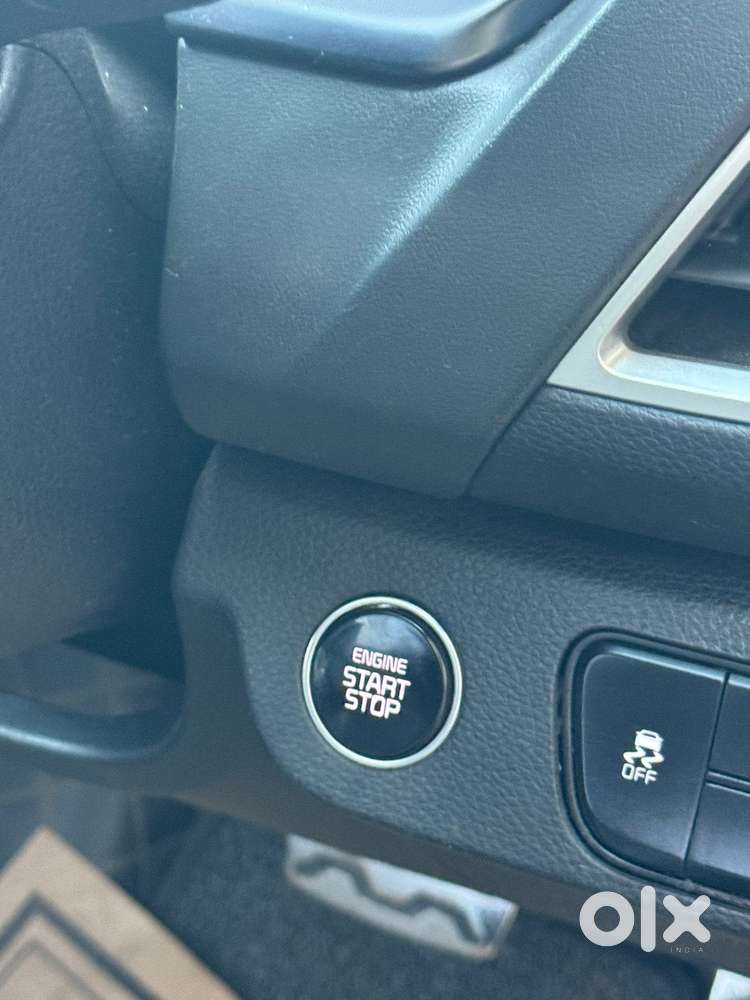 ENGINE
START
STOP
OFF
olx
INDIA